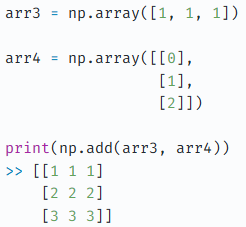 arr3 = np.array([1, 1, 1])
arr4 = np.array([[0],
                 [1],
                 [2]])
print(np.add(arr3, arr4))
>> [[1 1 1]
    [2 2 2]
    [3 3 3]]